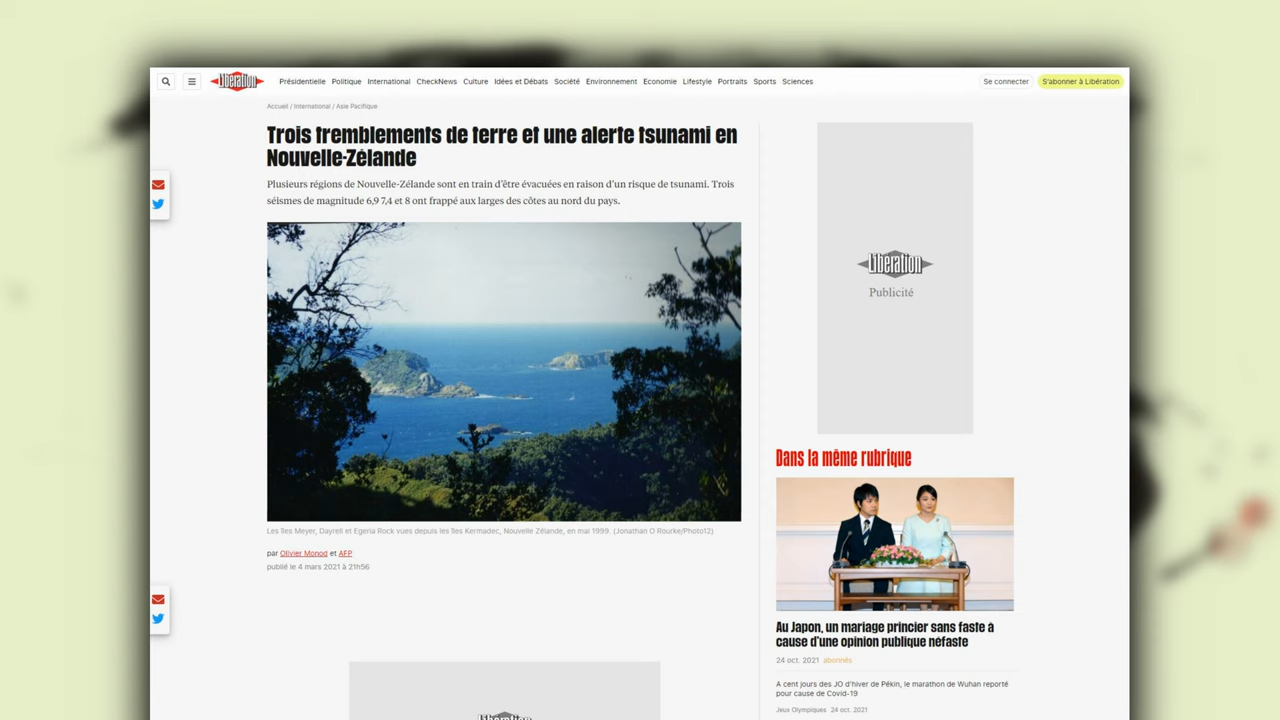 Libération
Présidentielle Politique International CheckNews Culture Idées et Débats Société Environnement Economie Lifestyle Portraits Sports Sciences
Se connecter
S'abonner à Libération
Accueil / International / Asie Pacifique
Trois tremblements de terre et une alerte tsunami en
Nouvelle-Zélande
Plusieurs régions de Nouvelle-Zélande sont en train d'être évacuées en raison d'un risque de tsunami. Trois
séismes de magnitude 6,9 7,4 et 8 ont frappé aux larges des côtes au nord du pays.
Les îles Meyer, Dayrell et Egeria Rock vues depuis les îles Kermadec, Nouvelle Zélande, en mai 1999. (Jonathan O Rourke/Photo12)
par Olivier Monod et AFP
publié le 4 mars 2021 à 21h56
Libération
Libération
Publicité
Dans la même rubrique
Au Japon, un mariage princier sans faste à
cause d'une opinion publique néfaste
24 oct. 2021 abonnés
A cent jours des JO d'hiver de Pékin, le marathon de Wuhan reporté
pour cause de Covid-19
Jeux Olympiques 24 oct. 2021